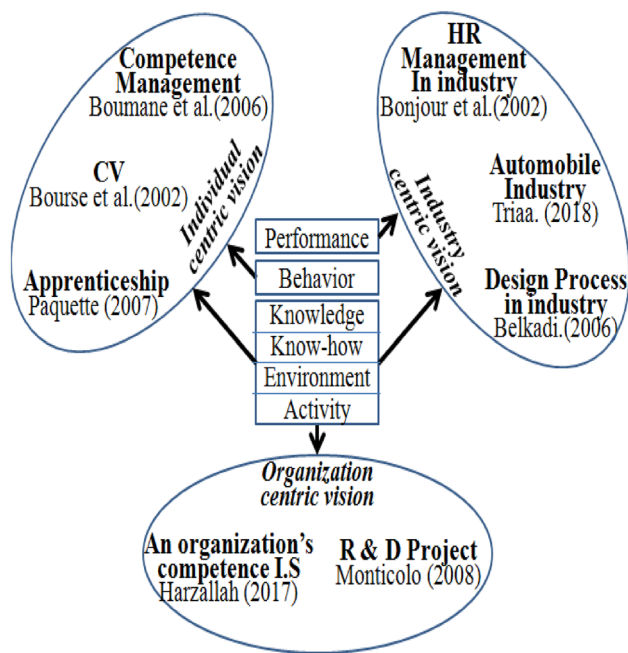 Competence
Management
Boumane et al.(2006)
CV
Bourse et al.(2002)
Apprenticeship
Paquette (2007)
Individual
centric vision
HR
Management
In industry
Bonjour et al.(2002)
Automobile
Industry
Triaa. (2018)
Design Process
in industry
Belkadi.(2006)
Industry
centric vision
Performance
Behavior
Knowledge
Know-how
Environment
Activity
Organization
centric vision
An organization's
competence I.S
Harzallah (2017)
R & D Project
Monticolo (2008)